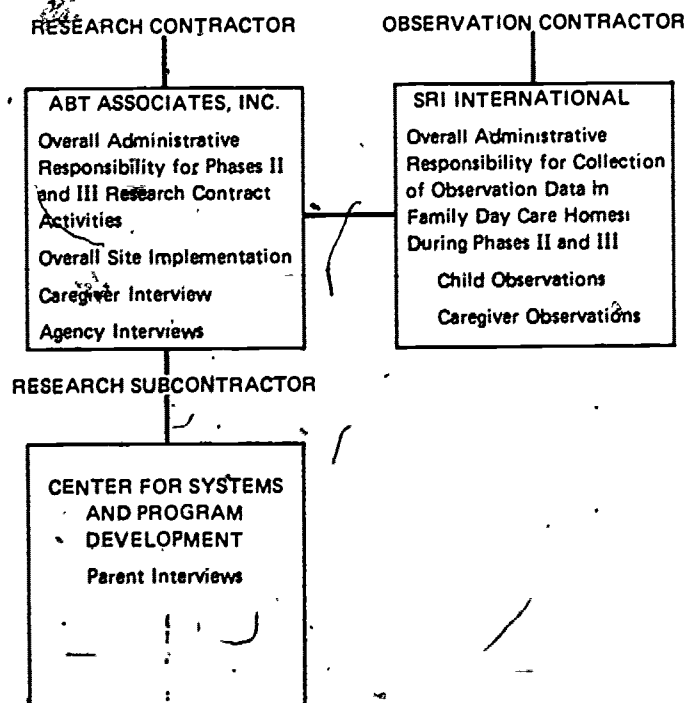 RESEARCH CONTRACTOR
OBSERVATION CONTRACTOR
ABT ASSOCIATES, INC.
Overall Administrative
Responsibility for Phases II
and III Research Contract
Activities
Overall Site Implementation
Caregiver Interview
Agency Interviews
SRI INTERNATIONAL
Overall Administrative
Responsibility for Collection
of Observation Data in
Family Day Care Homes
During Phases II and III
Child Observations
Caregiver Observations
RESEARCH SUBCONTRACTOR
CENTER FOR SYSTEMS
AND PROGRAM
DEVELOPMENT
Parent Interviews